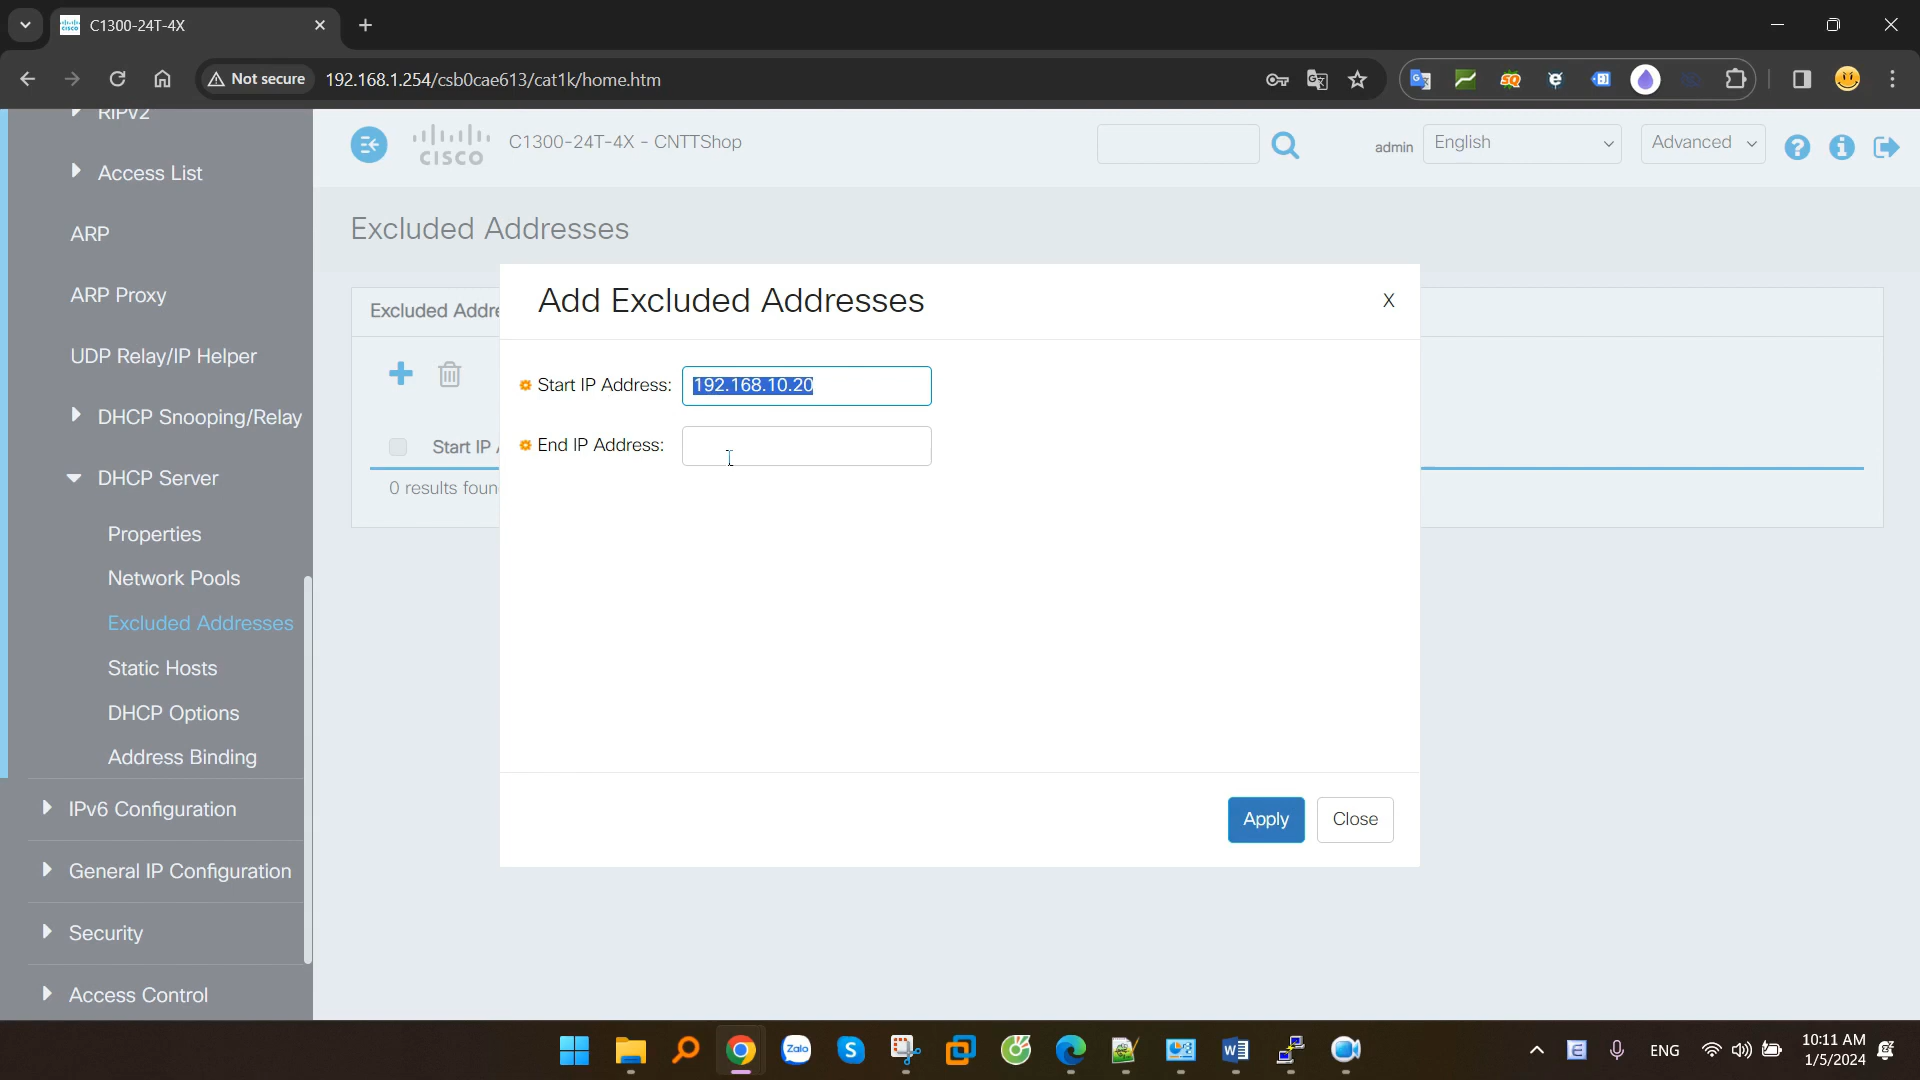 C1300-24T-4X
Not secure
192.168.1.254/csb0cae613/cat1k/home.htm
RIPv2
Access List
ARP
ARP Proxy
UDP Relay/IP Helper
DHCP Snooping/Relay
DHCP Server
Properties
Network Pools
Excluded Addresses
Static Hosts
DHCP Options
Address Binding
IPv6 Configuration
General IP Configuration
Security
Access Control
CISCO
C1300-24T-4X - CNTTShop
admin
English
Advanced
Excluded Addresses
Excluded Addre
Start IP A
0 results foun
Add Excluded Addresses
X
Start IP Address:
192.168.10.20
End IP Address:
Apply
Close
Zalo
ENG
10:11 AM
1/5/2024